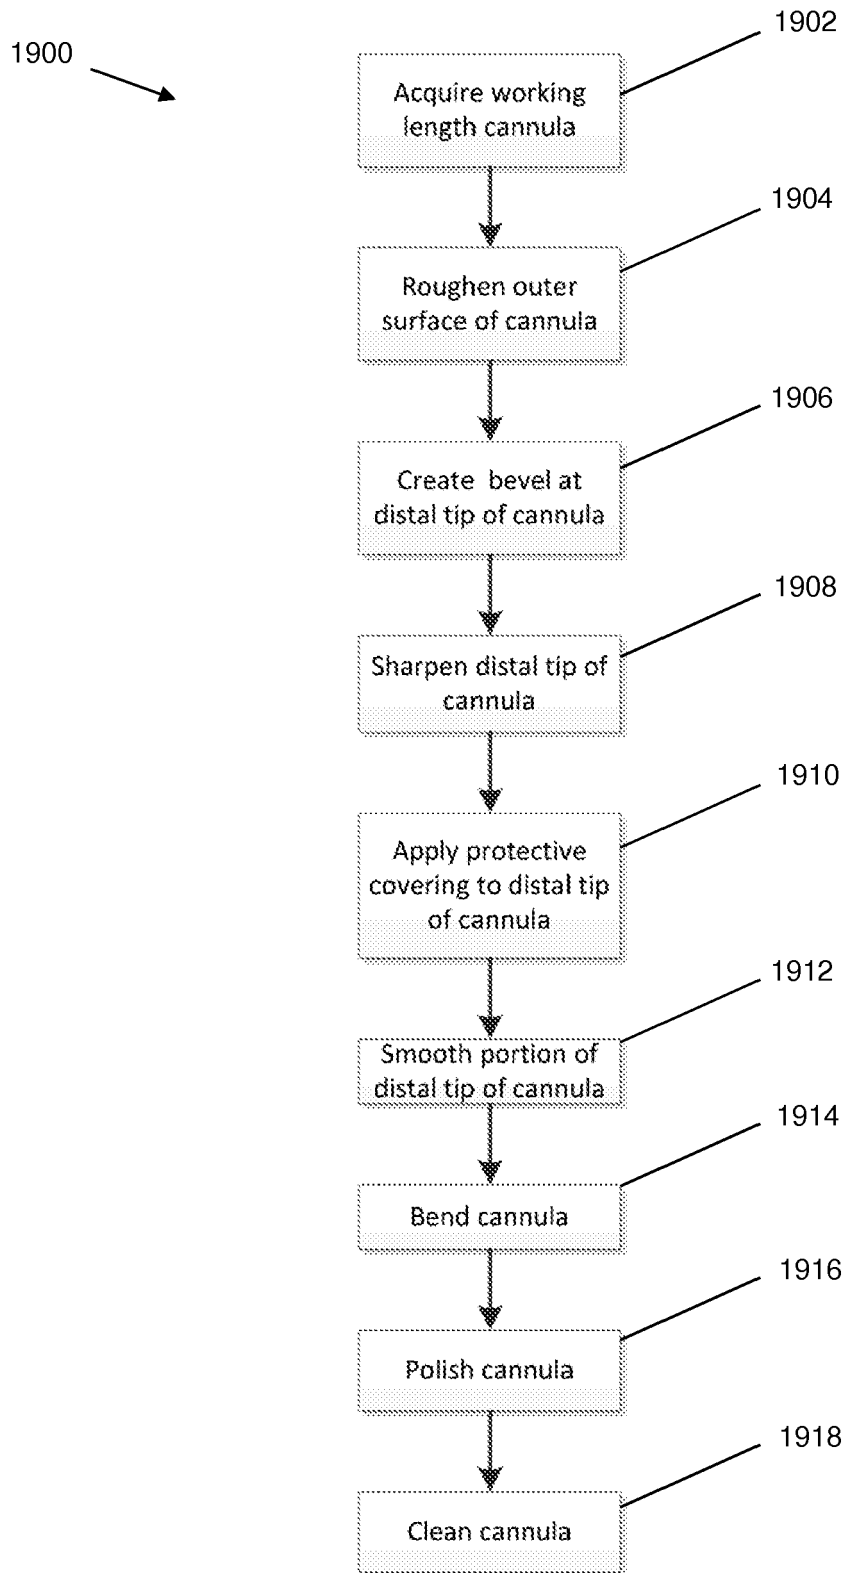 1900
1902
Acquire working
length cannula
1904
Roughen outer
surface of cannula
1906
Create bevel at
distal tip of cannula
1908
Sharpen distal tip of
cannula
1910
Apply protective
covering to distal tip
of cannula
1912
Smooth portion of
distal tip of cannula
1914
Bend cannula
1916
Polish cannula
1918
Clean cannula